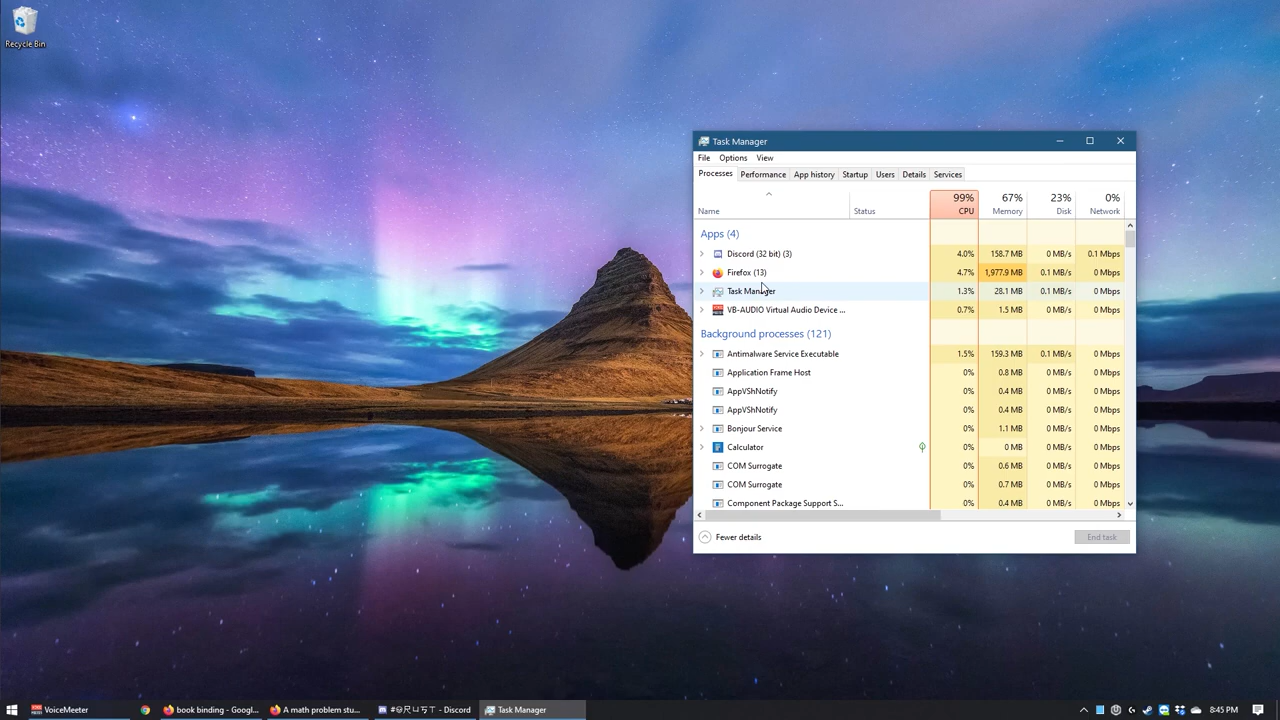 Recycle Bin
Task Manager
File Options View
Processes Performance App history Startup Users Details Services
99% 67% 23% 0%
Name Status CPU Memory Disk Network
Apps (4)
Discord (32 bit) (3) 4.0% 158.7 MB 0 MB/s 0.1 Mbps
Firefox (13) 4.7% 1,977.9 MB 0.1 MB/s 0 Mbps
Task Manager 1.3% 28.1 MB 0.1 MB/s 0 Mbps
VB-AUDIO Virtual Audio Device ... 0.7% 1.5 MB 0 MB/s 0 Mbps
Background processes (121)
Antimalware Service Executable 1.5% 159.3 MB 0.1 MB/s 0 Mbps
Application Frame Host 0% 0.8 MB 0 MB/s 0 Mbps
AppVShNotify 0% 0.4 MB 0 MB/s 0 Mbps
AppVShNotify 0% 0.4 MB 0 MB/s 0 Mbps
Bonjour Service 0% 1.1 MB 0 MB/s 0 Mbps
Calculator 0% 0 MB 0 MB/s 0 Mbps
COM Surrogate 0% 0.6 MB 0 MB/s 0 Mbps
COM Surrogate 0% 0.7 MB 0 MB/s 0 Mbps
Component Package Support S... 0% 0.4 MB 0 MB/s 0 Mbps
Fewer details End task
VoiceMeeter book binding - Googl... A math problem stu... - Discord Task Manager 8:45 PM